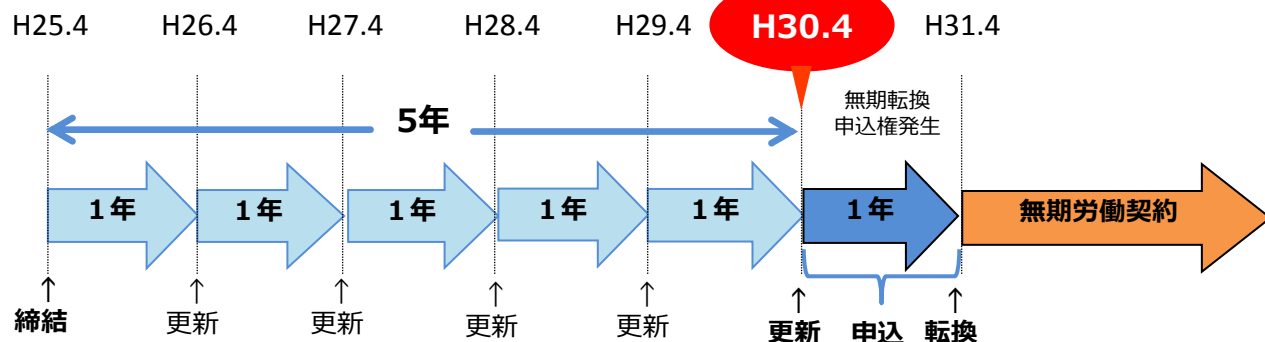 H25.4 H26.4 H27.4 H28.4 H29.4 H30.4 H31.4
5年
無期転換
申込権発生
1年 1年 1年 1年 1年 1年 無期労働契約
↑ ↑ ↑ ↑ ↑ ↑ ↑
締結 更新 更新 更新 更新 更新 申込 転換